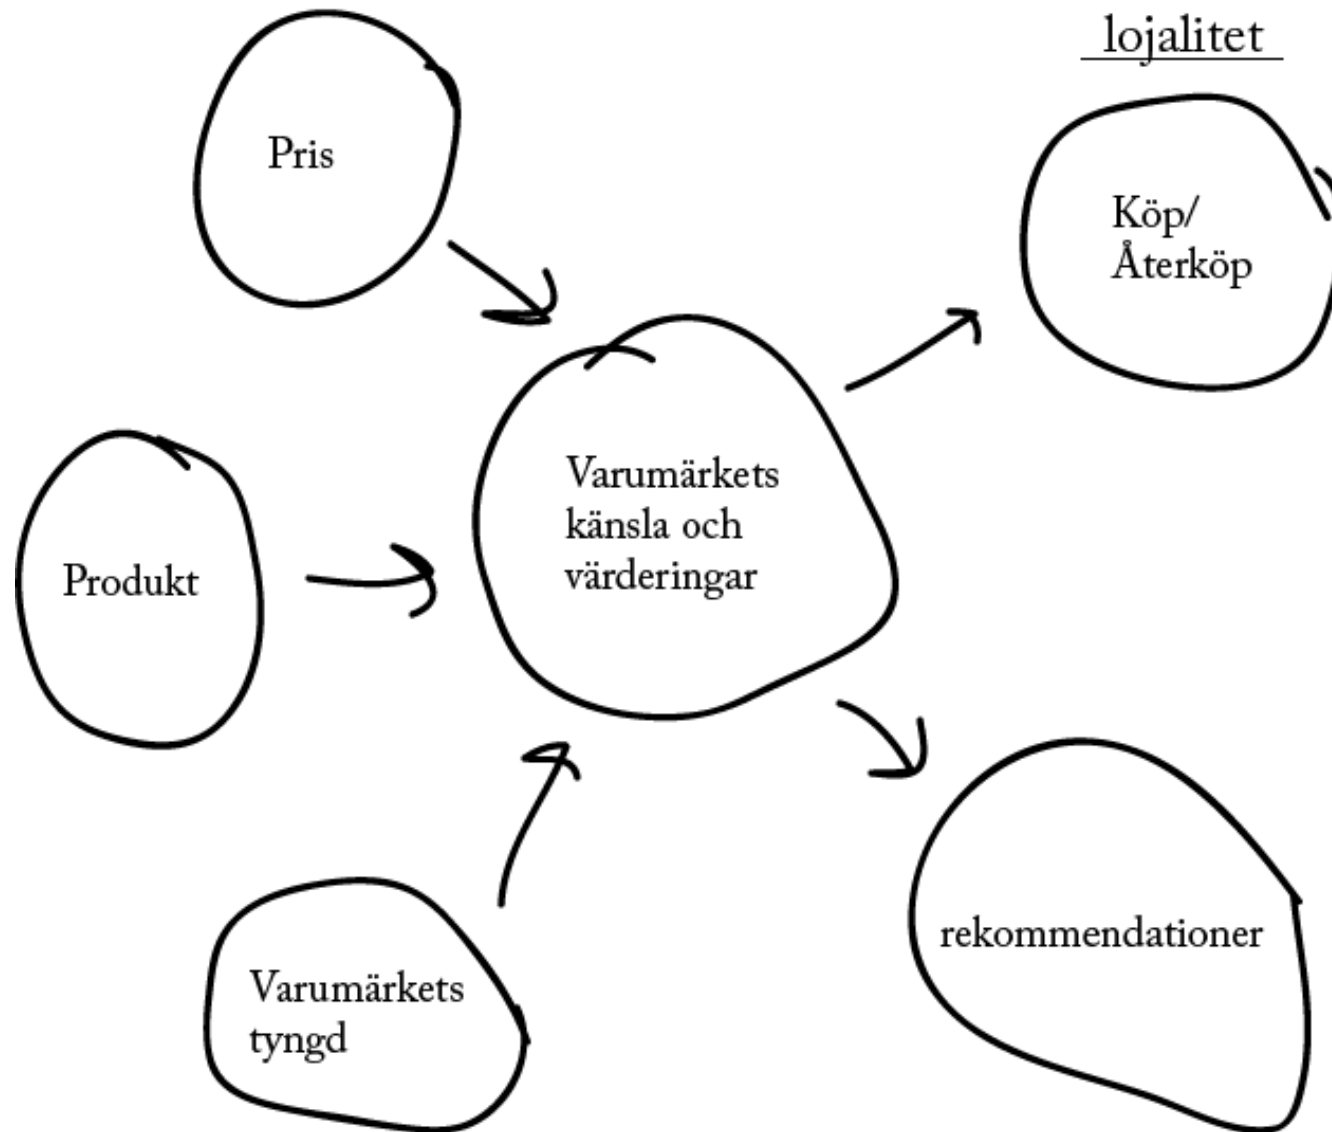 lojalitet
Pris
Köp/
Återköp
Varumärkets
känsla och
värderingar
Produkt
rekommendationer
Varumärkets
tyngd